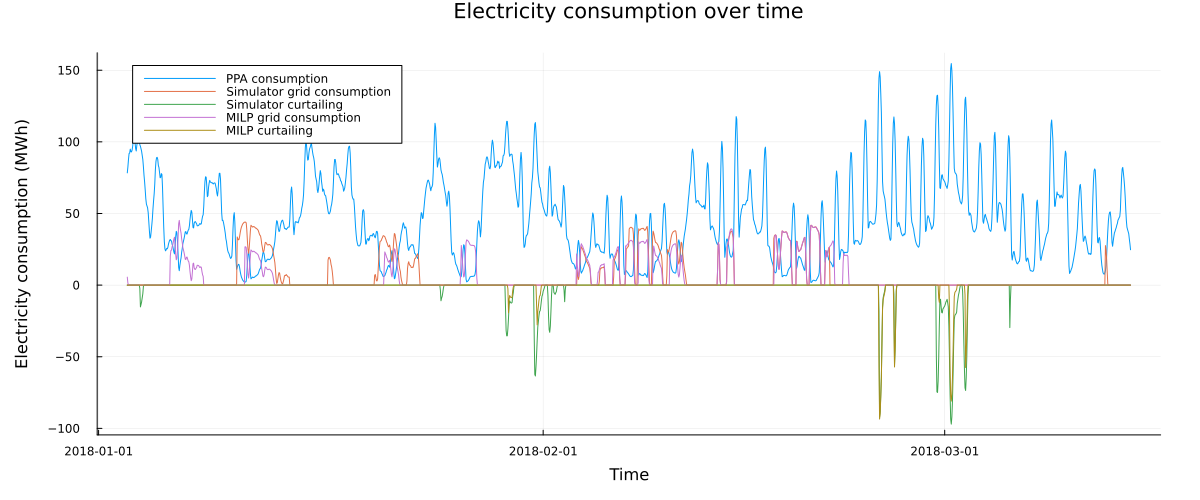 Electricity consumption over time
Electricity consumption (MWh)
150
100
50
0
−50
−100
PPA consumption
Simulator grid consumption
Simulator curtailing
MILP grid consumption
MILP curtailing
2018-01-01
2018-02-01
2018-03-01
Time